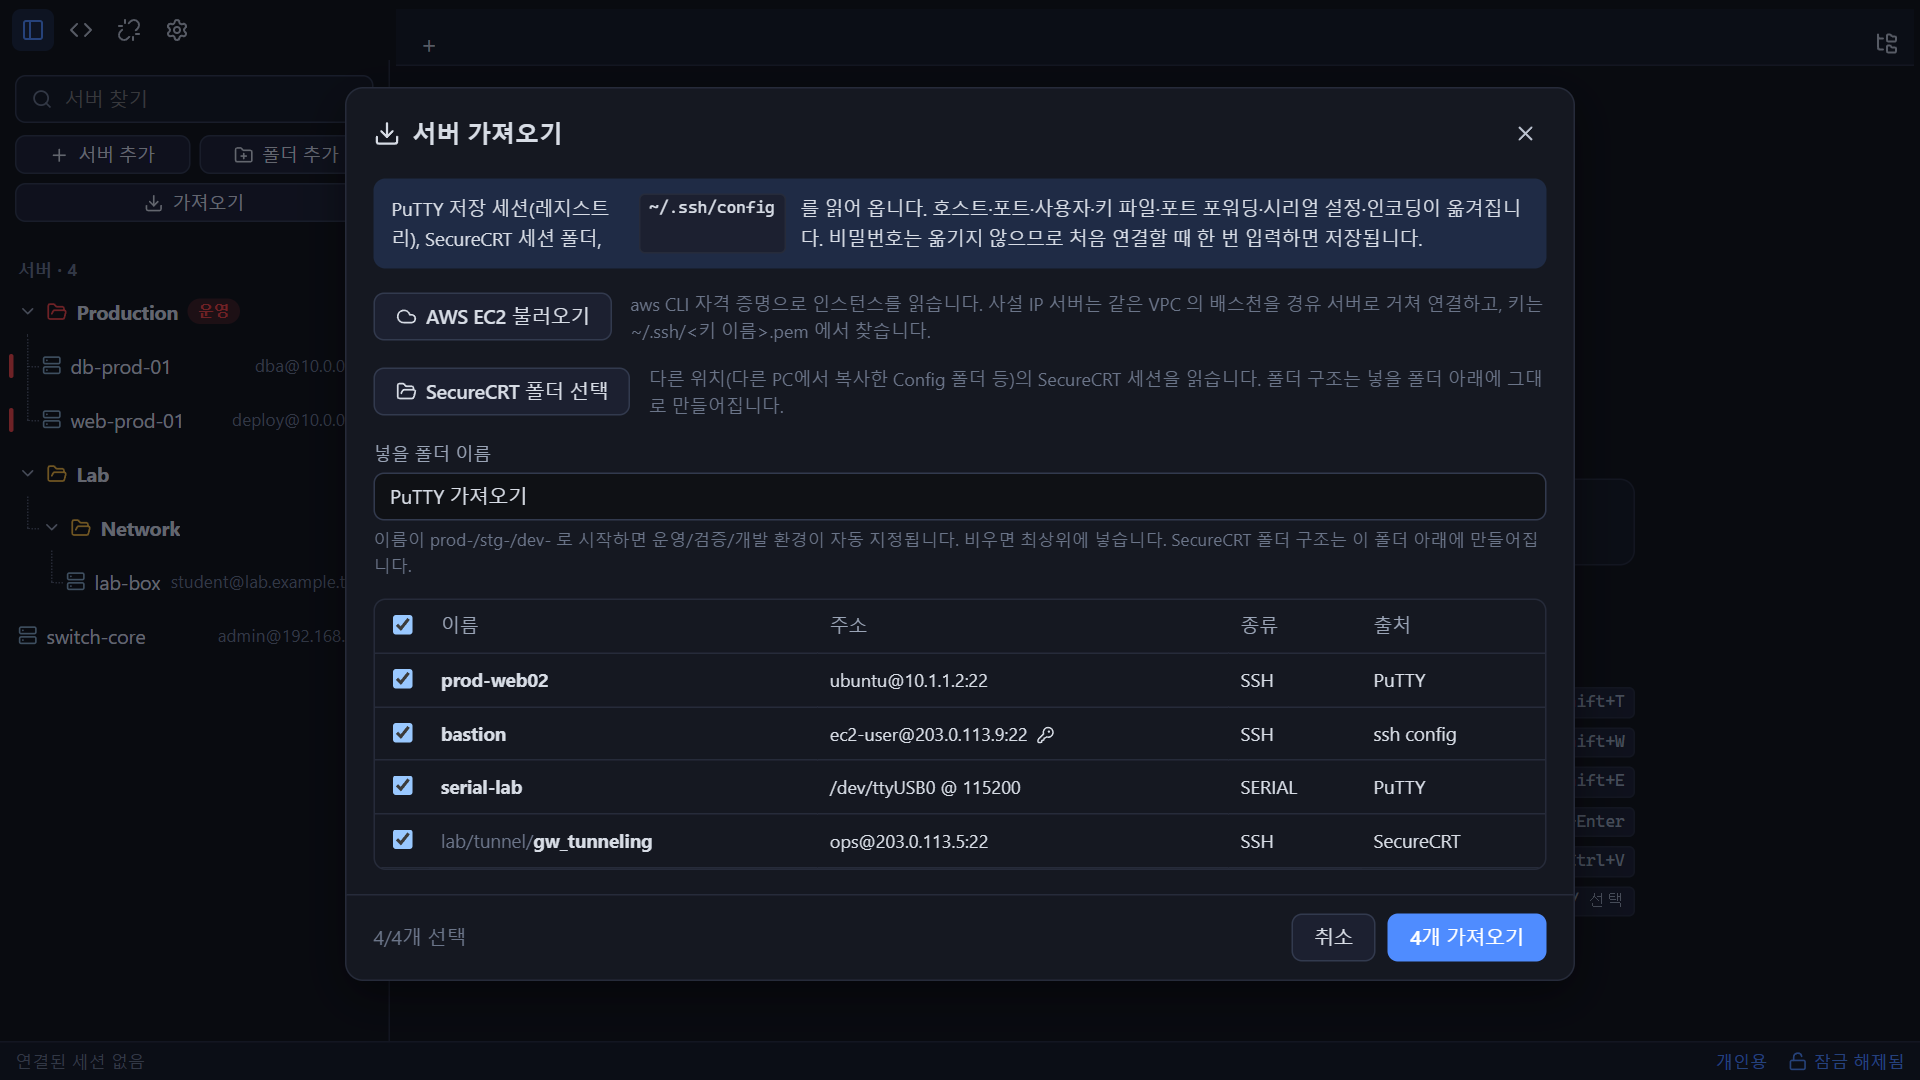 서버 찾기
서버 추가
폴더 추가
가져오기
서버 · 4
Production 운영
db-prod-01 dba@10.0.0
web-prod-01 deploy@10.0.0
Lab
Network
lab-box student@lab.example.t
switch-core admin@192.168.
서버 가져오기
PuTTY 저장 세션(레지스트
리), SecureCRT 세션 폴더,
~/.ssh/config
를 읽어 옵니다. 호스트·포트·사용자·키 파일·포트 포워딩·시리얼 설정·인코딩이 옮겨집니
다. 비밀번호는 옮기지 않으므로 처음 연결할 때 한 번 입력하면 저장됩니다.
AWS EC2 불러오기
aws CLI 자격 증명으로 인스턴스를 읽습니다. 사설 IP 서버는 같은 VPC 의 배스천을 경유 서버로 거쳐 연결하고, 키는
~/.ssh/<키 이름>.pem 에서 찾습니다.
SecureCRT 폴더 선택
다른 위치(다른 PC에서 복사한 Config 폴더 등)의 SecureCRT 세션을 읽습니다. 폴더 구조는 넣을 폴더 아래에 그대
로 만들어집니다.
넣을 폴더 이름
PuTTY 가져오기
이름이 prod-/stg-/dev- 로 시작하면 운영/검증/개발 환경이 자동 지정됩니다. 비우면 최상위에 넣습니다. SecureCRT 폴더 구조는 이 폴더 아래에 만들어집
니다.
이름 주소 종류 출처
prod-web02 ubuntu@10.1.1.2:22 SSH PuTTY
bastion ec2-user@203.0.113.9:22 SSH ssh config
serial-lab /dev/ttyUSB0 @ 115200 SERIAL PuTTY
lab/tunnel/gw_tunneling ops@203.0.113.5:22 SSH SecureCRT
4/4개 선택
취소
4개 가져오기
ift+T
ift+W
ift+E
Enter
trl+V
/ 선택
연결된 세션 없음
개인용
잠금 해제됨